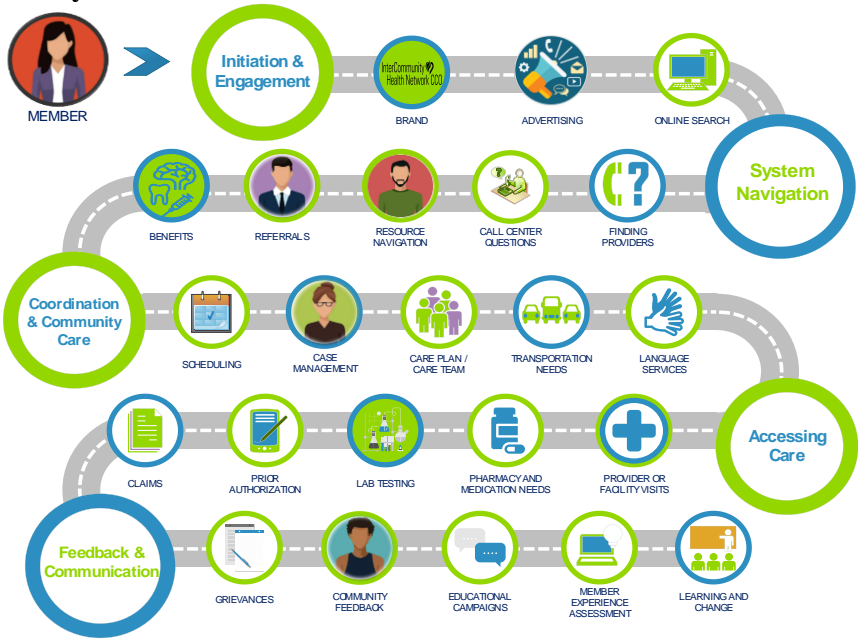 MEMBER
Initiation &
Engagement
InterCommunity
Health Network CCO
BRAND
ADVERTISING
ONLINE SEARCH
System
Navigation
FINDING
PROVIDERS
CALL CENTER
QUESTIONS
RESOURCE
NAVIGATION
REFERRALS
BENEFITS
Coordination
& Community
Care
SCHEDULING
CASE
MANAGEMENT
CARE PLAN /
CARE TEAM
TRANSPORTATION
NEEDS
LANGUAGE
SERVICES
Accessing
Care
PROVIDER OR
FACILITY VISITS
PHARMACY AND
MEDICATION NEEDS
LAB TESTING
PRIOR
AUTHORIZATION
CLAIMS
Feedback &
Communication
GRIEVANCES
COMMUNITY
FEEDBACK
EDUCATIONAL
CAMPAIGNS
MEMBER
EXPERIENCE
ASSESSMENT
LEARNING AND
CHANGE